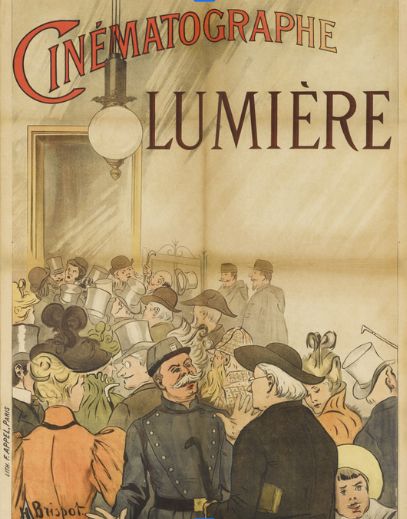 CINÉMATOGRAPHE
LUMIÈRE
LITH. F. APPEL, PARIS
H. Brispot